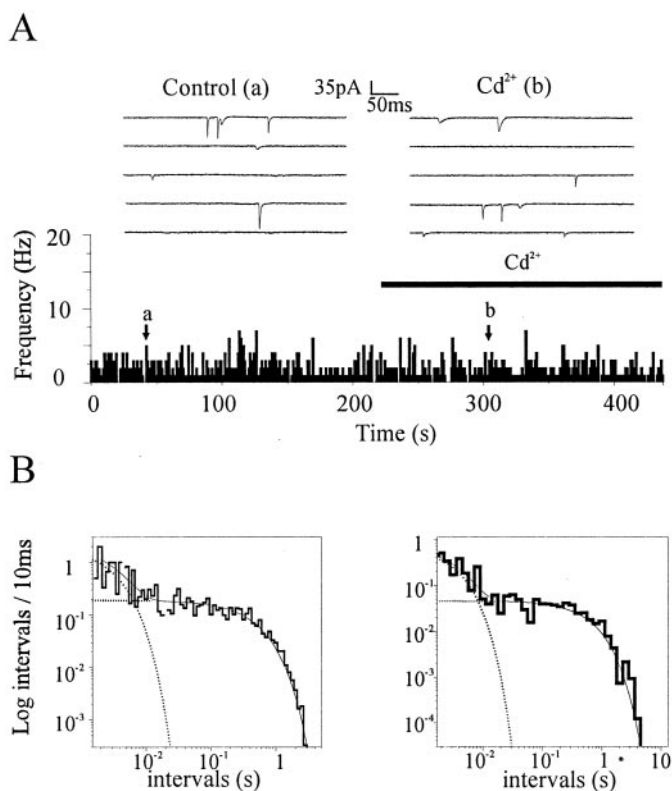 A
Control (a)
35pA
50ms
Cd²⁺ (b)
20
10
0
Frequency (Hz)
Cd²⁺
a
b
0 100 200 300 400
Time (s)
B
Log intervals / 10ms
1
10⁻¹
10⁻²
10⁻³
10⁻² 10⁻¹ 1
intervals (s)
1
10⁻¹
10⁻²
10⁻³
10⁻⁴
10⁻² 10⁻¹ 1 10
intervals (s)